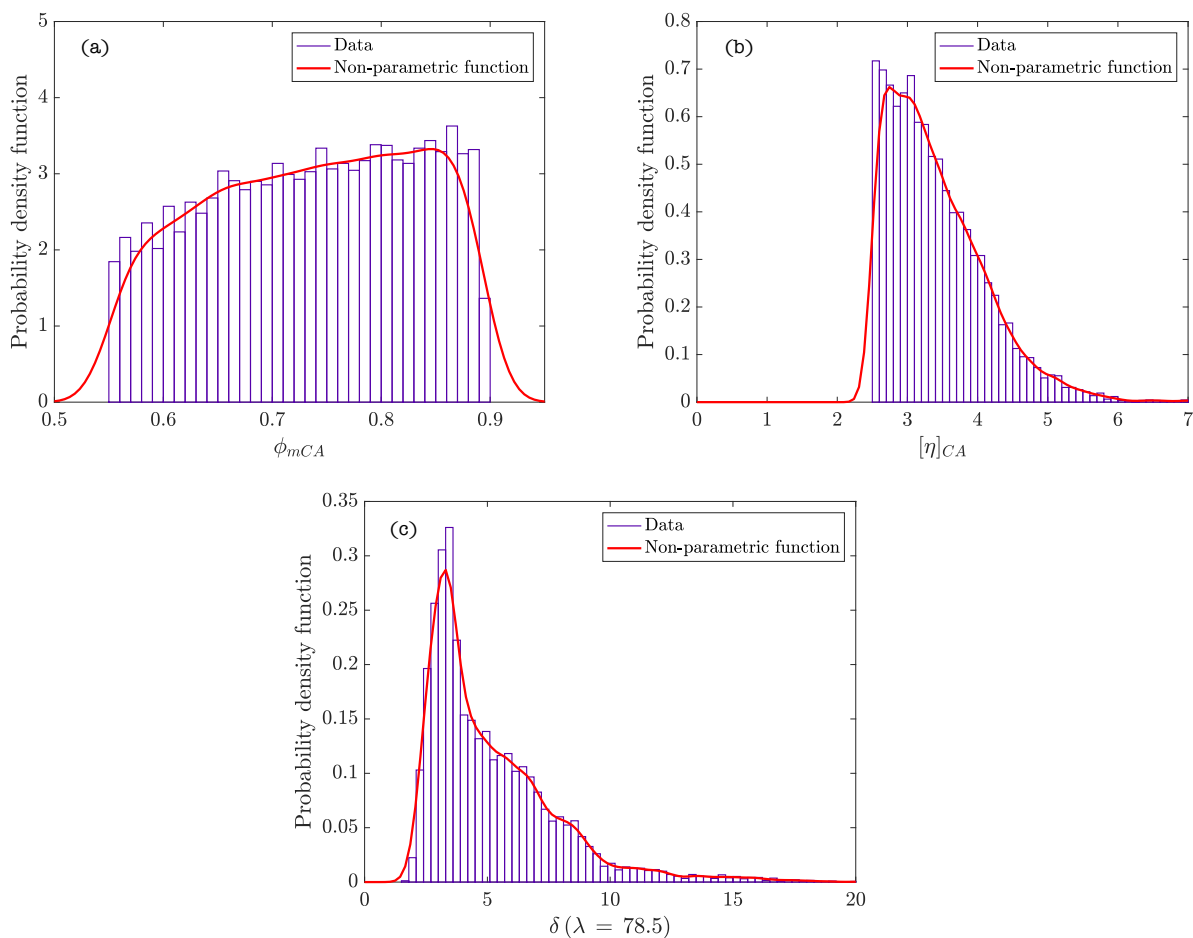 (a)
Data
Non-parametric function
Probability density function
5
4
3
2
1
0
0.5 0.6 0.7 0.8 0.9
ϕmCA
(b)
Data
Non-parametric function
Probability density function
0.8
0.7
0.6
0.5
0.4
0.3
0.2
0.1
0
0 1 2 3 4 5 6 7
[η]CA
(c)
Data
Non-parametric function
Probability density function
0.35
0.3
0.25
0.2
0.15
0.1
0.05
0
0 5 10 15 20
δ (λ = 78.5)